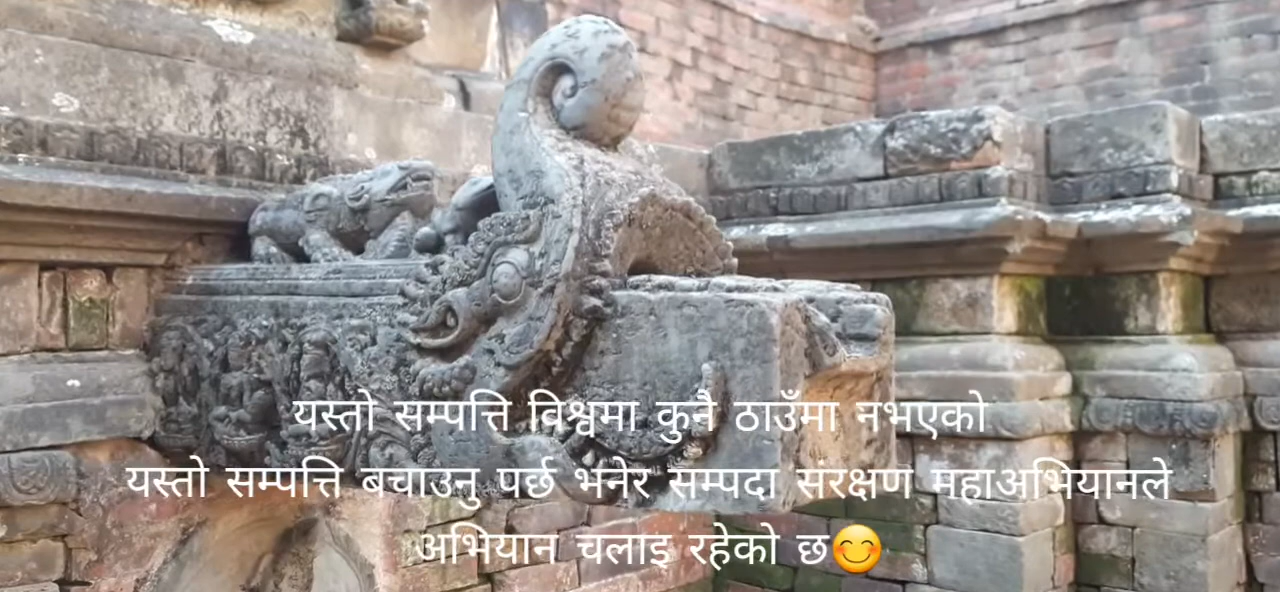 यस्तो सम्पत्ति विश्वमा कुनै ठाउँमा नभएको
यस्तो सम्पत्ति बचाउनु पर्छ भनेर सम्पदा संरक्षण महाअभियानले
अभियान चलाइ रहेको छ😊